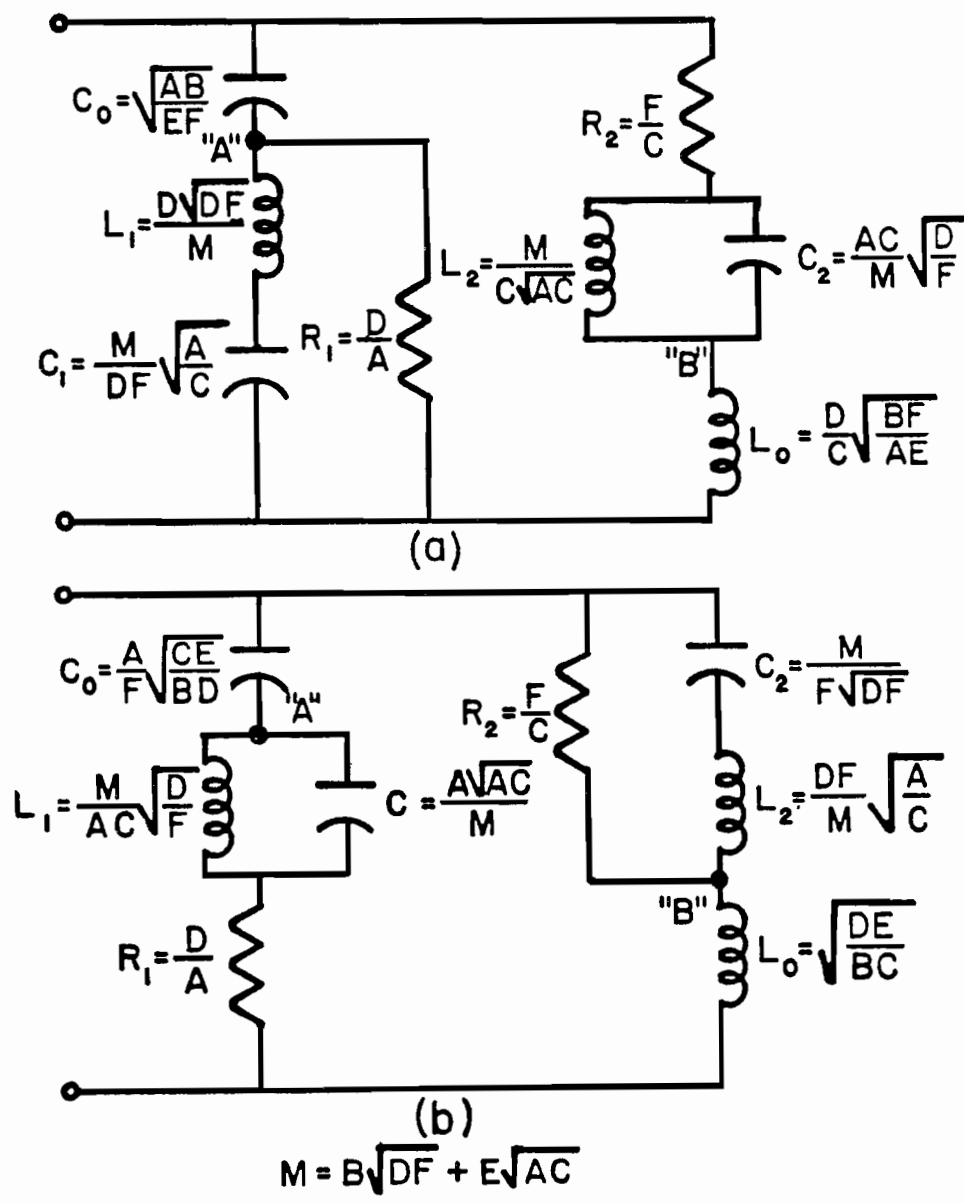 C₀=√(AB/EF)
"A"
R₂=F/C
L₁=D√DF/M
L₂=M/C√AC
C₂=AC/M √(D/F)
C₁=M/DF √(A/C)
R₁=D/A
"B"
L₀=D/C √(BF/AE)
(a)
C₀=A/F √(CE/BD)
"A"
R₂=F/C
C₂=M/F√DF
L₁=M/AC √(D/F)
C=A√AC/M
L₂=DF/M √(A/C)
"B"
R₁=D/A
L₀=√(DE/BC)
(b)
M=B√DF+E√AC